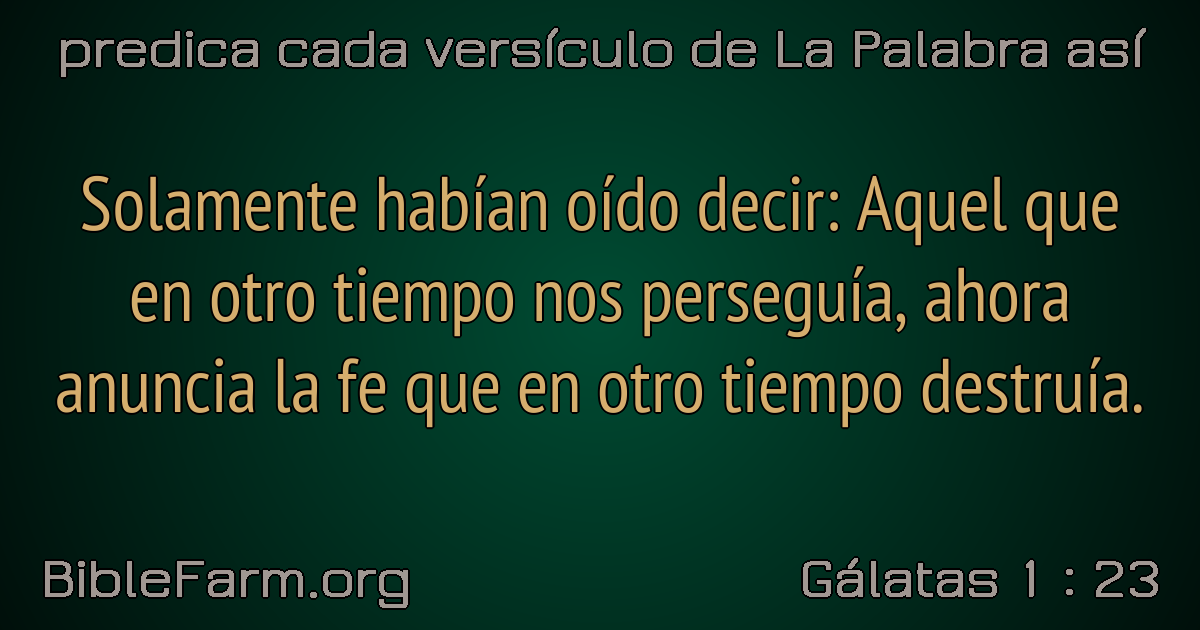 predica cada versículo de La Palabra así
Solamente habían oído decir: Aquel que
en otro tiempo nos perseguía, ahora
anuncia la fe que en otro tiempo destruía.
BibleFarm.org
Gálatas 1 : 23